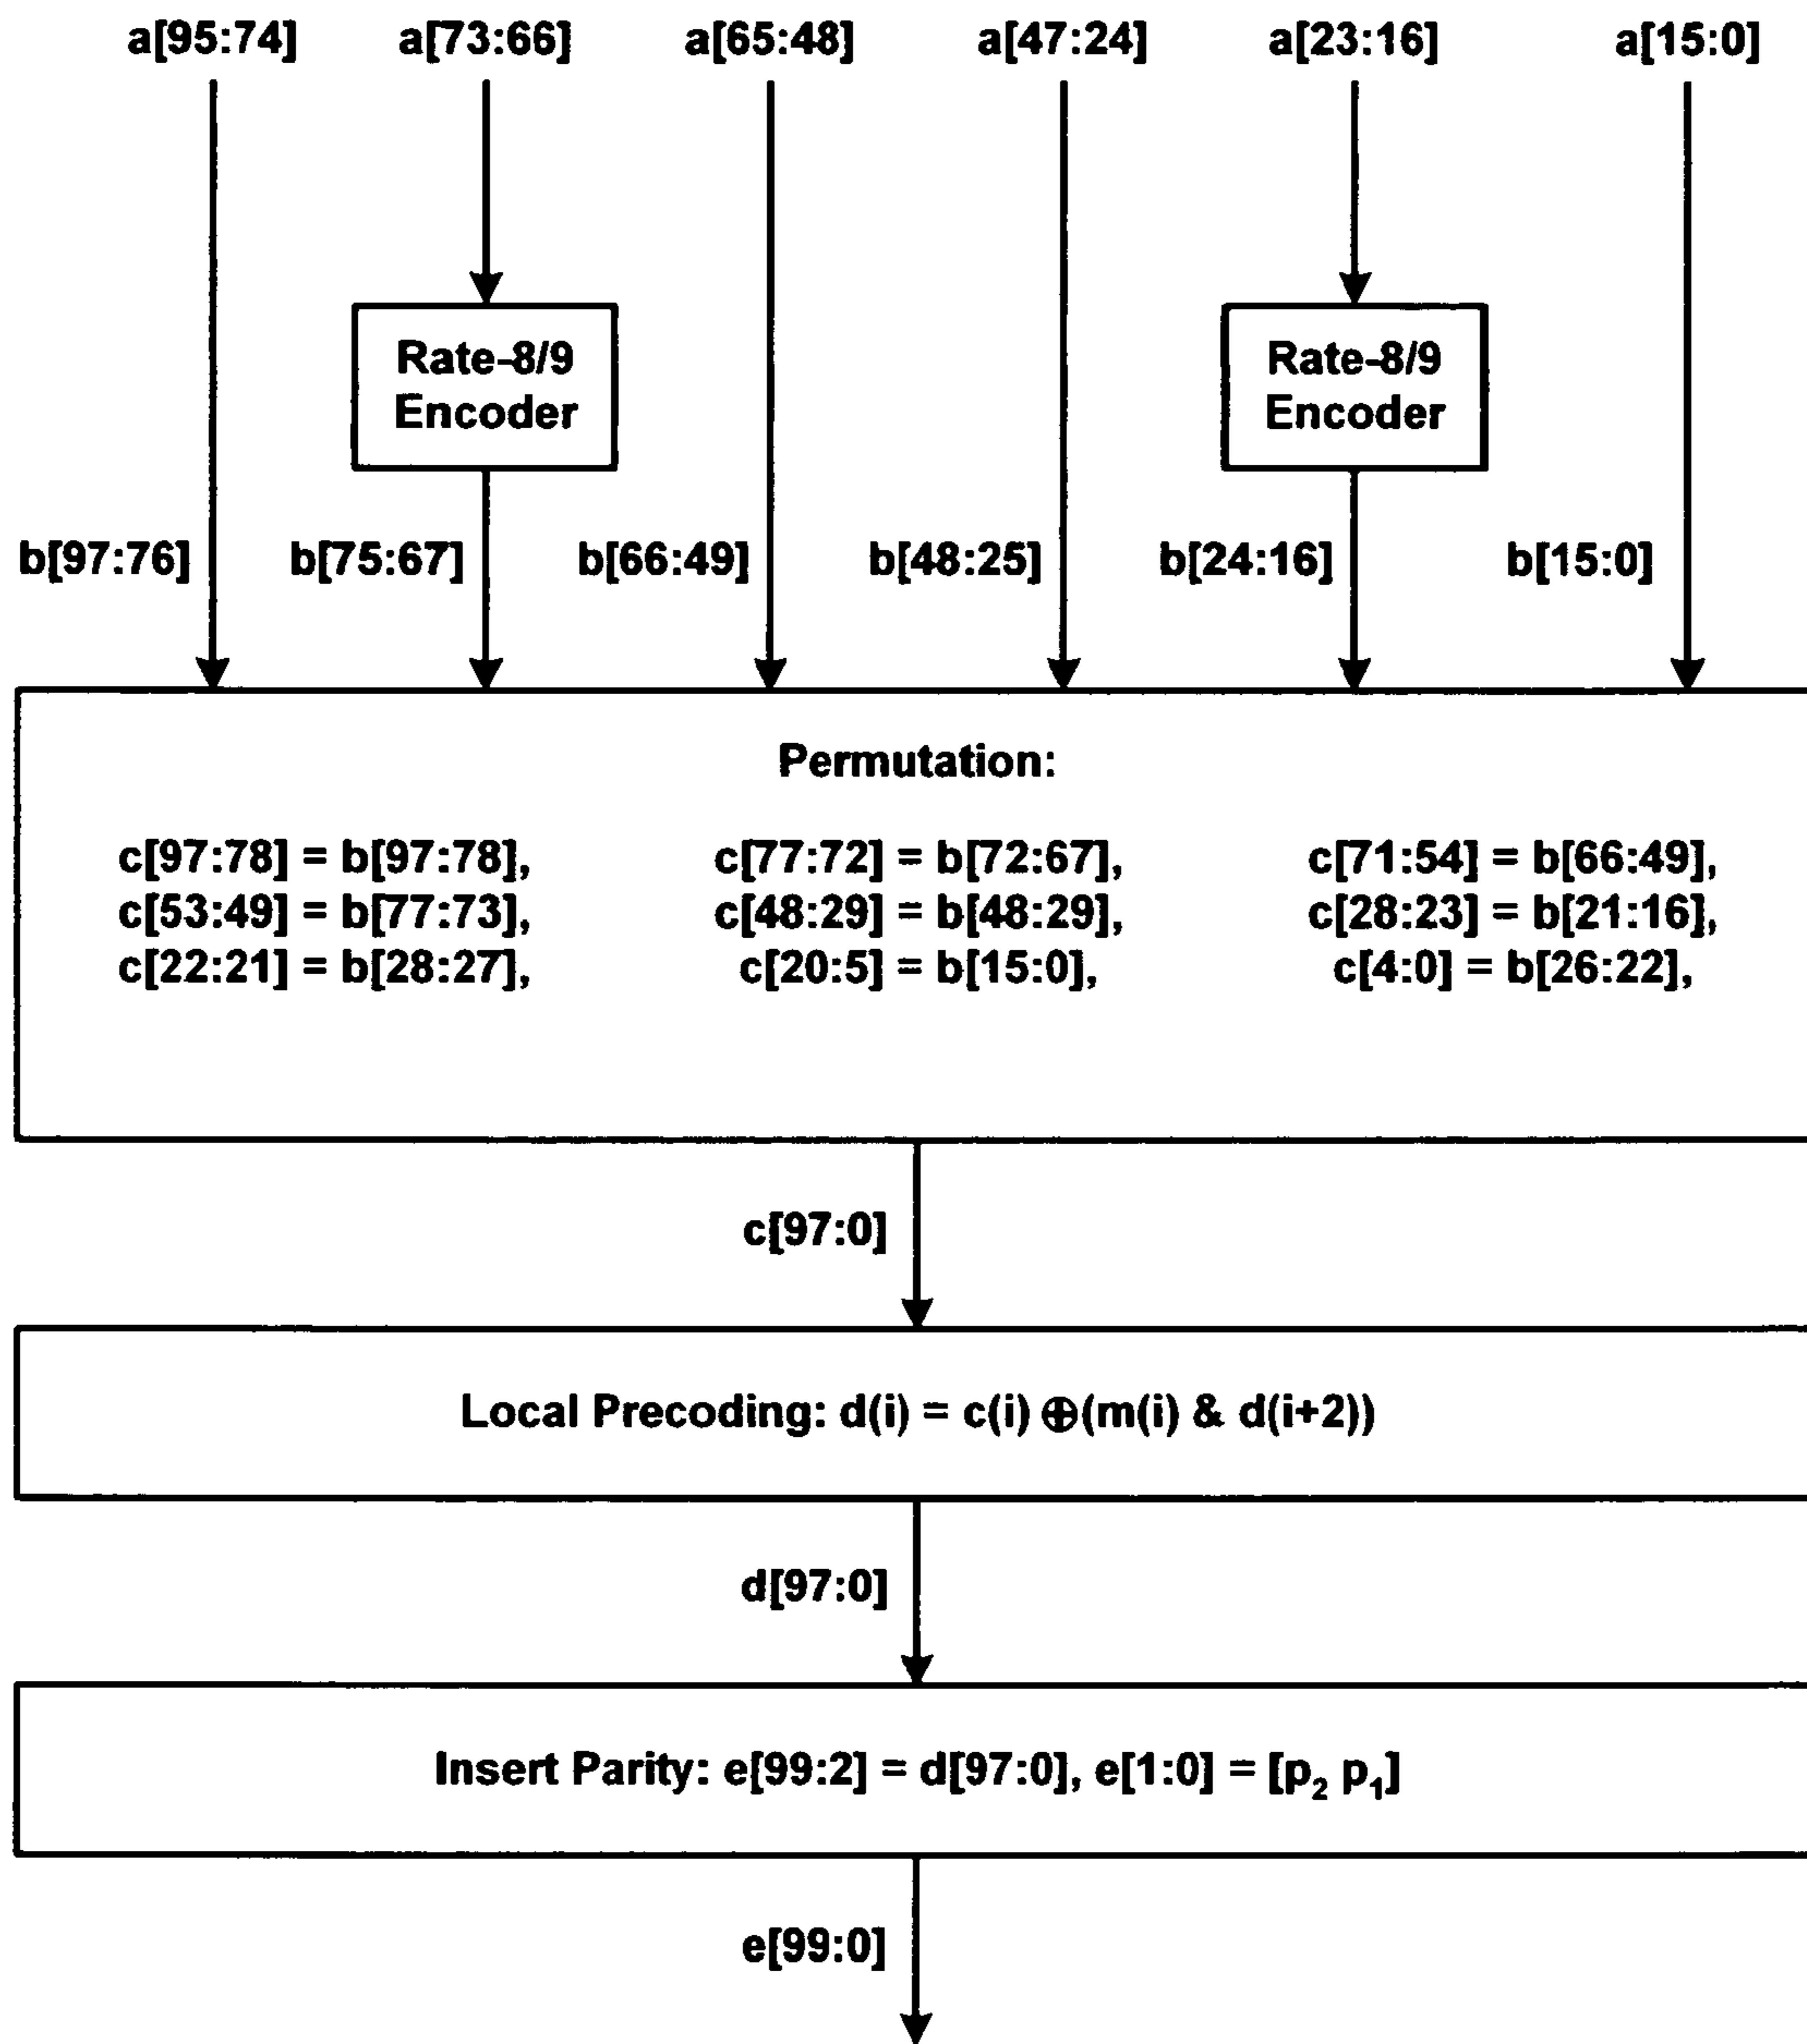 a[95:74] a[73:66] a[65:48] a[47:24] a[23:16] a[15:0]
Rate-8/9 Rate-8/9
Encoder Encoder
b[97:76] b[75:67] b[66:49] b[48:25] b[24:16] b[15:0]
Permutation:
c[97:78] = b[97:78], c[77:72] = b[72:67], c[71:54] = b[66:49],
c[53:49] = b[77:73], c[48:29] = b[48:29], c[28:23] = b[21:16],
c[22:21] = b[28:27], c[20:5] = b[15:0], c[4:0] = b[26:22],
c[97:0]
Local Precoding: d(i) = c(i) ⊕(m(i) & d(i+2))
d[97:0]
Insert Parity: e[99:2] = d[97:0], e[1:0] = [p₂ p₁]
e[99:0]